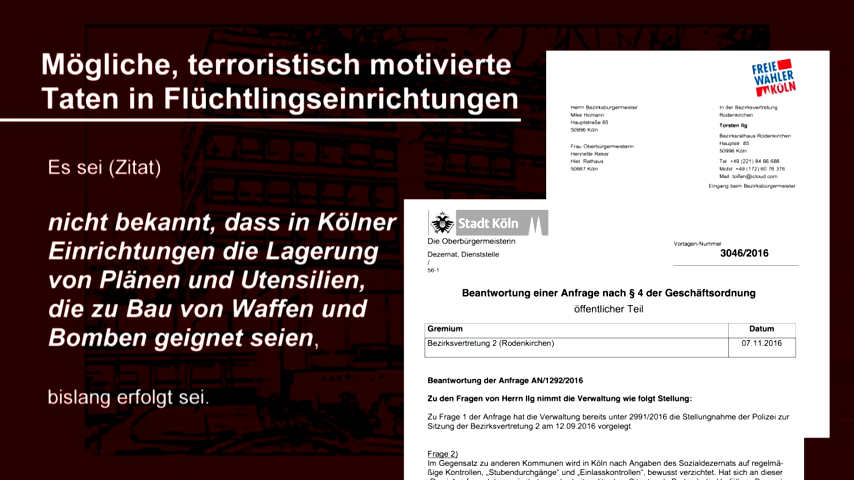 Mögliche, terroristisch motivierte
Taten in Flüchtlingseinrichtungen
Es sei (Zitat)
nicht bekannt, dass in Kölner
Einrichtungen die Lagerung
von Plänen und Utensilien,
die zu Bau von Waffen und
Bomben geeignet seien,
bislang erfolgt sei.
FREIE
WÄHLER
KÖLN
Herrn Bezirksbürgermeister
Mike Homann
Hauptstraße 85
50996 Köln
Frau Oberbürgermeisterin
Henriette Reker
Hist. Rathaus
50667 Köln
In der Bezirksvertretung
Rodenkirchen
Torsten Ilg
Bezirksrathaus Rodenkirchen
Hauptstr. 85
50996 Köln
Tel: +49 (221) 84 66 688
Mobil: +49 (172) 60 76 376
Mail:
Eingang beim Bezirksbürgermeister
Stadt Köln
Die Oberbürgermeisterin
Dezernat, Dienststelle
/
56-1
Vorlagen-Nummer
3046/2016
Beantwortung einer Anfrage nach § 4 der Geschäftsordnung
öffentlicher Teil
Gremium Datum
Bezirksvertretung 2 (Rodenkirchen) 07.11.2016
Beantwortung der Anfrage AN/1292/2016
Zu den Fragen von Herrn Ilg nimmt die Verwaltung wie folgt Stellung:
Zu Frage 1 der Anfrage hat die Verwaltung bereits unter 2991/2016 die Stellungnahme der Polizei zur
Sitzung der Bezirksvertretung 2 am 12.09.2016 vorgelegt.
Frage 2)
Im Gegensatz zu anderen Kommunen wird in Köln nach Angaben des Sozialdezernats auf regelmä-
ßige Kontrollen, „Stubendurchgänge“ und „Einlasskontrollen“, bewusst verzichtet. Hat sich an dieser